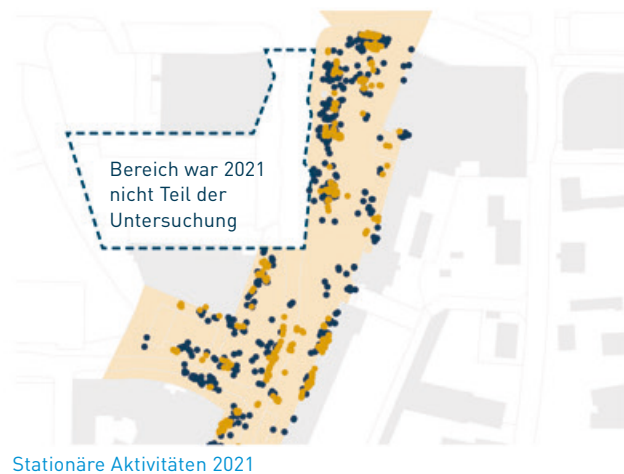 Bereich war 2021
nicht Teil der
Untersuchung
Stationäre Aktivitäten 2021